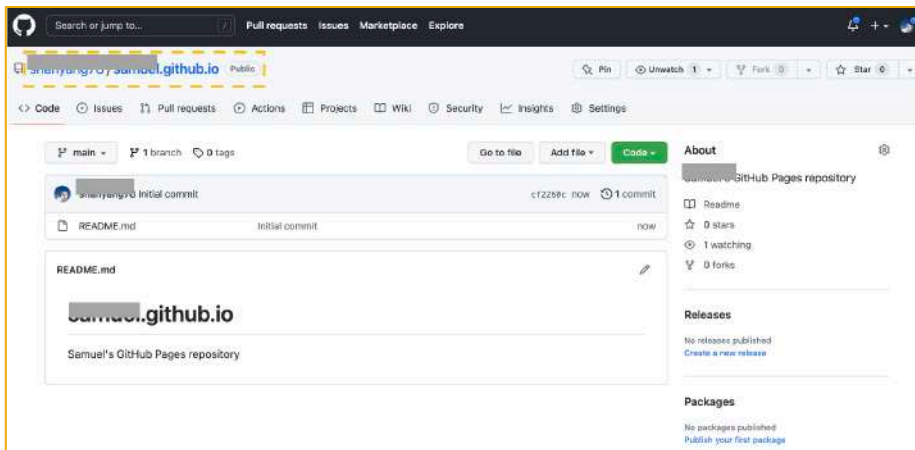 Search or jump to... / Pull requests Issues Marketplace Explore
.github.io Public Pin Unwatch 1 Fork 0 Star 0
Code Issues Pull requests Actions Projects Wiki Security Insights Settings
main 1 branch 0 tags Go to file Add file Code
Initial commit now 1 commit
README.md Initial commit now
README.md
.github.io
Samuel's GitHub Pages repository
About
GitHub Pages repository
Readme
0 stars
1 watching
0 forks
Releases
No releases published
Create a new release
Packages
No packages published
Publish your first package